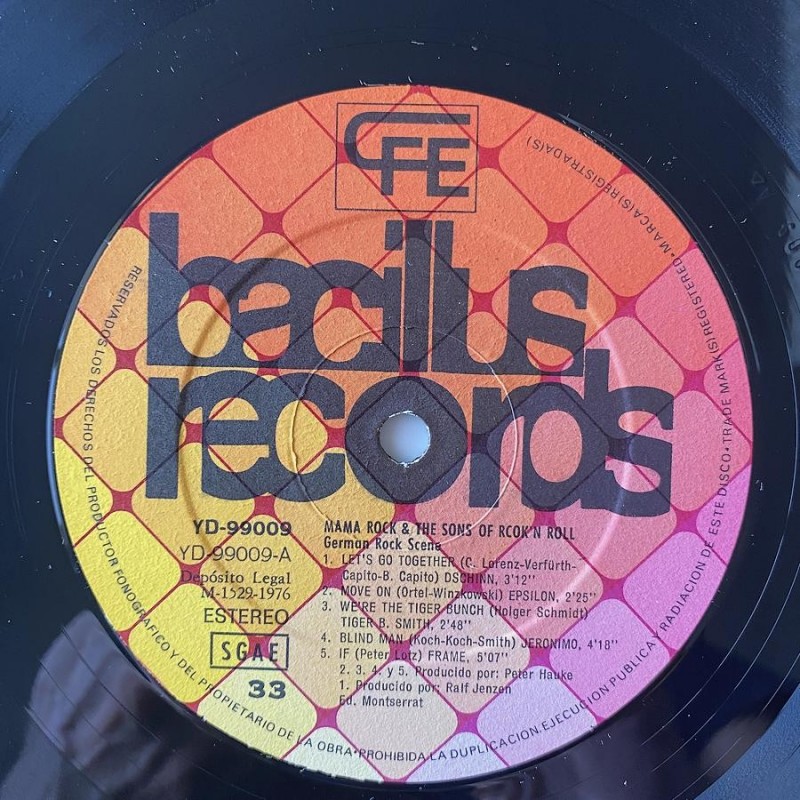 CFE
bacillus
records
YD-99009
YD-99009-A
Depósito Legal
M-1529-1976
ESTEREO
SGAE
33
MAMA ROCK & THE SONS OF RCOK'N ROLL
German Rock Scene
1. LET'S GO TOGETHER (C. Lorenz-Verfürth-
Capito-B. Capito) DSCHINN, 3'12"
2. MOVE ON (Ortel-Winzkowski) EPSILON, 2'25"
3. WE'RE THE TIGER BUNCH (Holger Schmidt)
TIGER B. SMITH, 2'48"
4. BLIND MAN (Koch-Koch-Smith) JERONIMO, 4'18"
5. IF (Peter Lotz) FRAME, 5'07"
2. 3. 4. y 5. Producido por: Peter Hauke
1. Producido por: Ralf Jenzen
Ed. Montserrat
RESERVADOS LOS DERECHOS DEL PRODUCTOR FONOGRAFICO Y DEL PROPIETARIO DE LA OBRA•PROHIBIDA LA DUPLICACION.EJECUCION PUBLICA Y RADIACION DE ESTE DISCO•TRADE MARK(S)REGISTERED•MARCA(S)REGISTRADA(S)